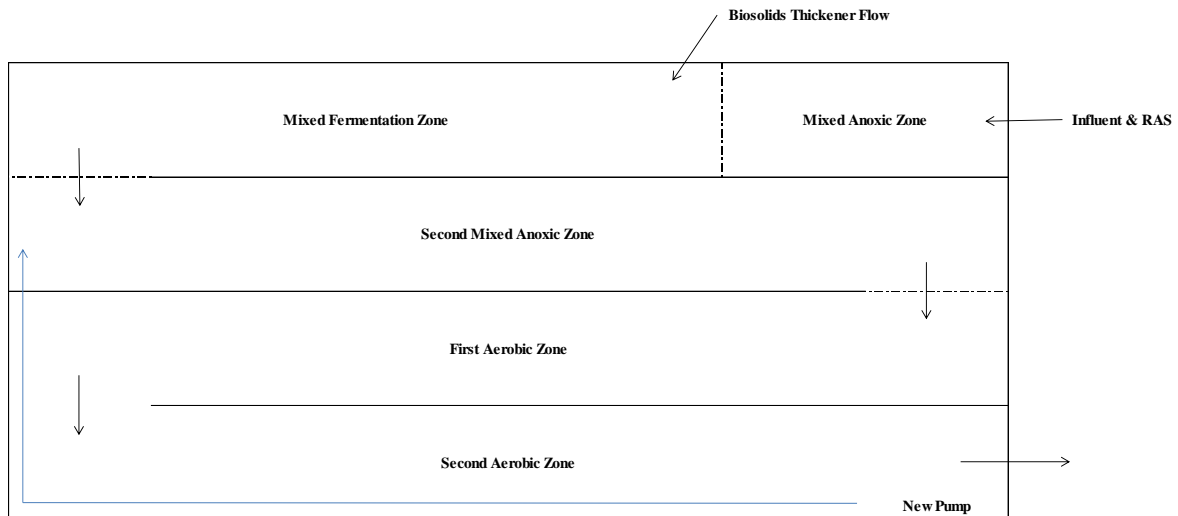 Biosolids Thickener Flow
Mixed Fermentation Zone
Mixed Anoxic Zone
Influent & RAS
Second Mixed Anoxic Zone
First Aerobic Zone
Second Aerobic Zone
New Pump